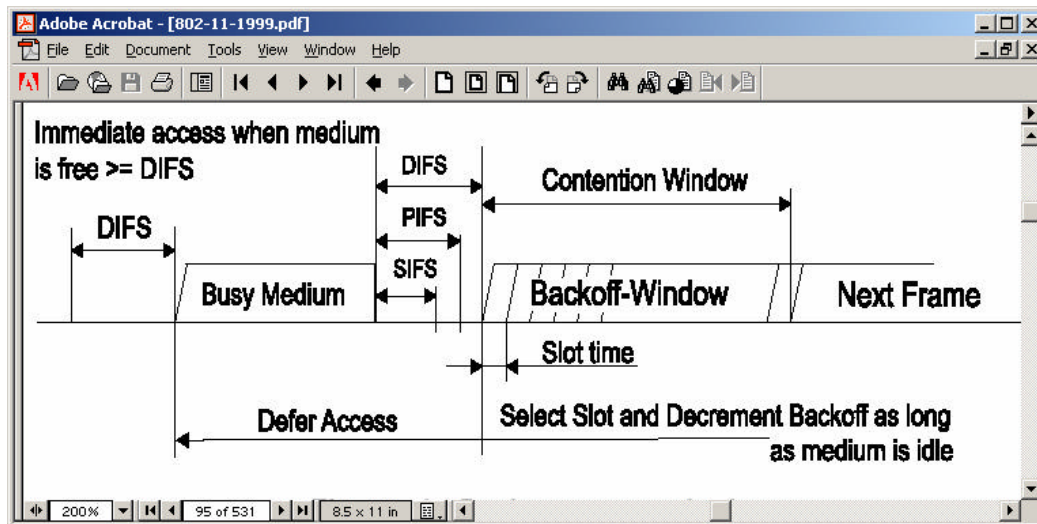 Adobe Acrobat - [802-11-1999.pdf]
File Edit Document Tools View Window Help
Immediate access when medium
is free >= DIFS
DIFS
Contention Window
PIFS
DIFS
SIFS
Busy Medium
Backoff-Window
Next Frame
Slot time
Defer Access
Select Slot and Decrement Backoff as long
as medium is idle
200% 95 of 531 8.5 x 11 in